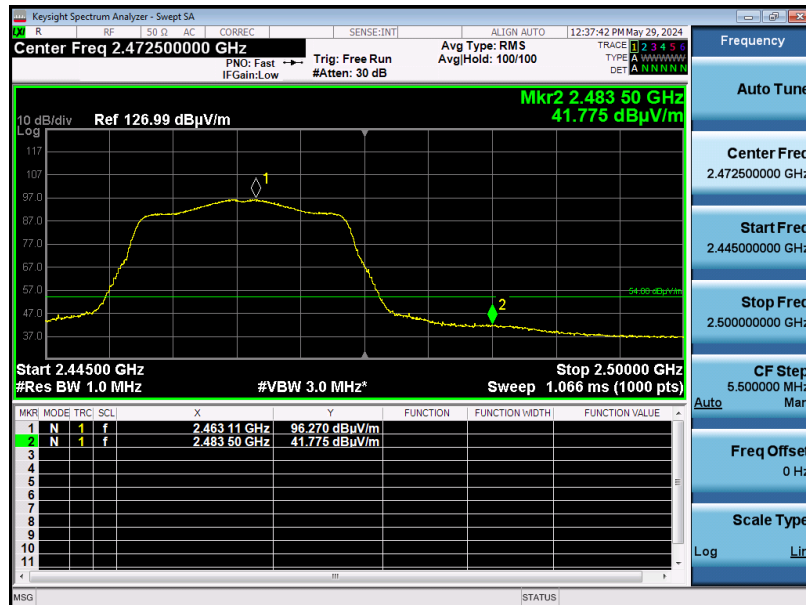 Keysight Spectrum Analyzer - Swept SA
LXI R RF 50 Ω AC CORREC SENSE:INT ALIGN AUTO 12:37:42 PM May 29, 2024
Center Freq 2.472500000 GHz
PNO: Fast
IFGain:Low
Trig: Free Run
#Atten: 30 dB
Avg Type: RMS
Avg|Hold: 100/100
TRACE 1 2 3 4 5 6
TYPE A WWWWW
DET A N N N N N
Mkr2 2.483 50 GHz
41.775 dBµV/m
10 dB/div Ref 126.99 dBµV/m
Log
117
107
97.0
87.0
77.0
67.0
57.0
47.0
37.0
1
2
54.00 dBµV/m
Start 2.44500 GHz Stop 2.50000 GHz
#Res BW 1.0 MHz #VBW 3.0 MHz* Sweep 1.066 ms (1000 pts)
MKR MODE TRC SCL X Y FUNCTION FUNCTION WIDTH FUNCTION VALUE
1 N 1 f 2.463 11 GHz 96.270 dBµV/m
2 N 1 f 2.483 50 GHz 41.775 dBµV/m
3
4
5
6
7
8
9
10
11
MSG STATUS
Frequency
Auto Tune
Center Freq
2.472500000 GHz
Start Freq
2.445000000 GHz
Stop Freq
2.500000000 GHz
CF Step
5.500000 MHz
Auto Man
Freq Offset
0 Hz
Scale Type
Log Lin